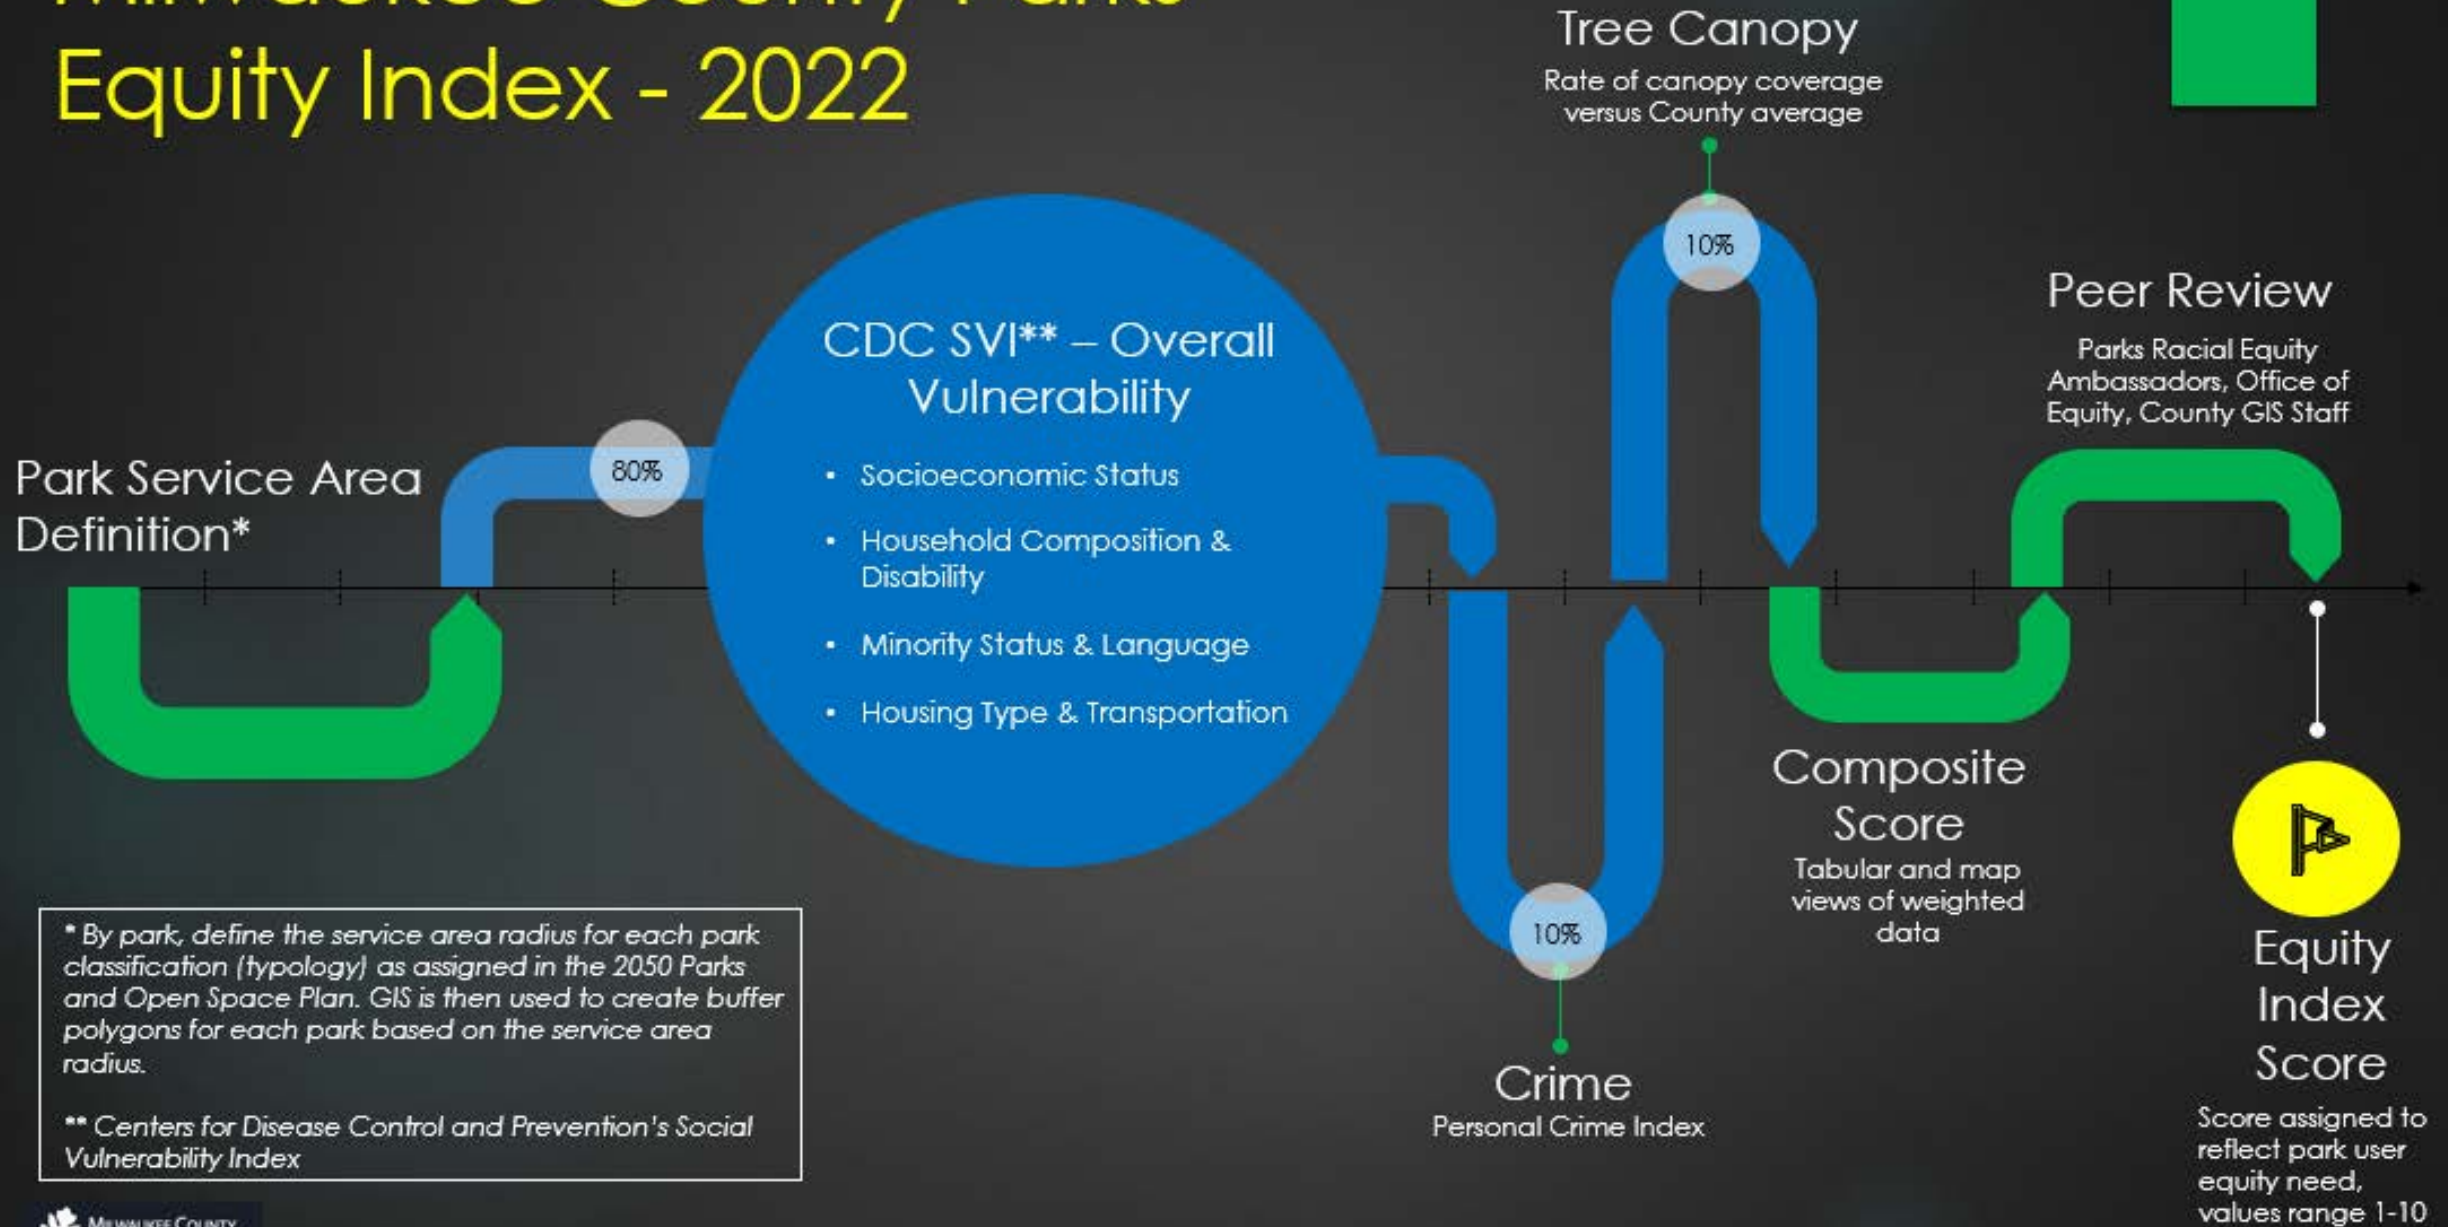 Milwaukee County Parks
Equity Index - 2022
Tree Canopy
Rate of canopy coverage
versus County average
10%
Peer Review
Parks Racial Equity
Ambassadors, Office of
Equity, County GIS Staff
Park Service Area
Definition*
80%
CDC SVI** – Overall
Vulnerability
• Socioeconomic Status
• Household Composition &
Disability
• Minority Status & Language
• Housing Type & Transportation
10%
Crime
Personal Crime Index
Composite
Score
Tabular and map
views of weighted
data
Equity
Index
Score
Score assigned to
reflect park user
equity need,
values range 1-10
* By park, define the service area radius for each park
classification (typology) as assigned in the 2050 Parks
and Open Space Plan. GIS is then used to create buffer
polygons for each park based on the service area
radius.
** Centers for Disease Control and Prevention's Social
Vulnerability Index
MILWAUKEE COUNTY